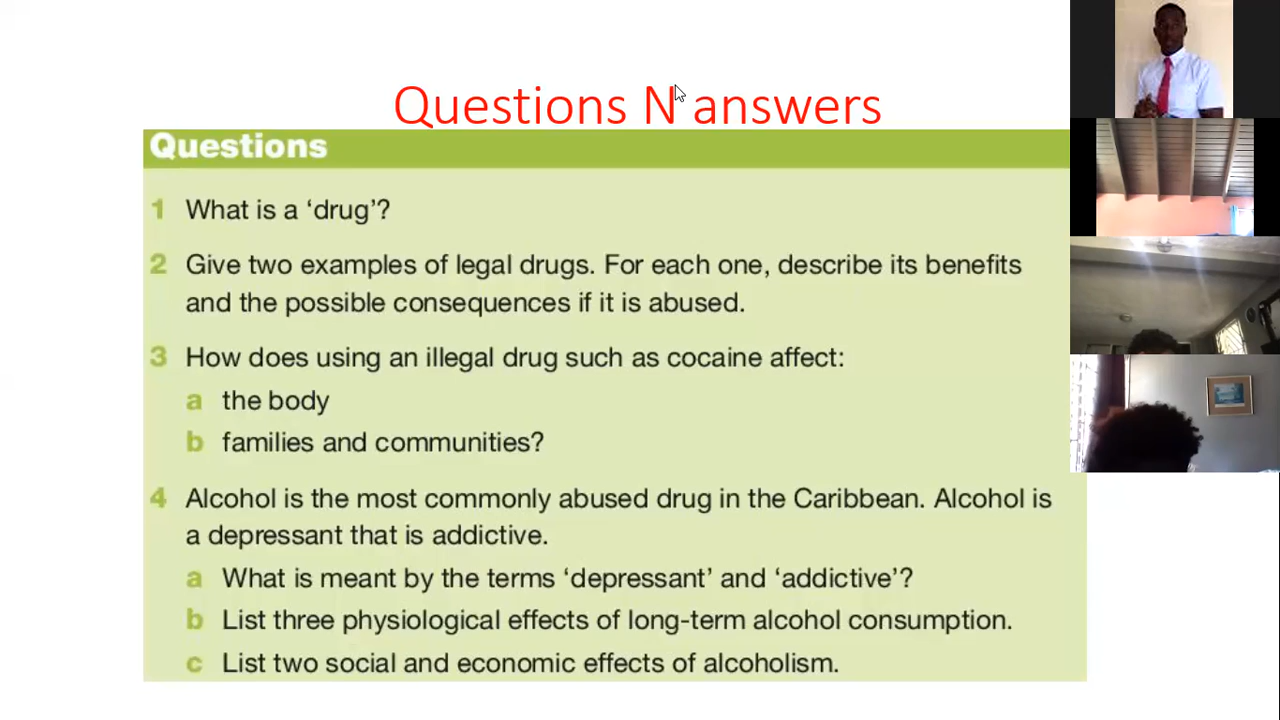 Questions N answers
Questions
1 What is a ‘drug’?
2 Give two examples of legal drugs. For each one, describe its benefits
and the possible consequences if it is abused.
3 How does using an illegal drug such as cocaine affect:
a the body
b families and communities?
4 Alcohol is the most commonly abused drug in the Caribbean. Alcohol is
a depressant that is addictive.
a What is meant by the terms ‘depressant’ and ‘addictive’?
b List three physiological effects of long-term alcohol consumption.
c List two social and economic effects of alcoholism.